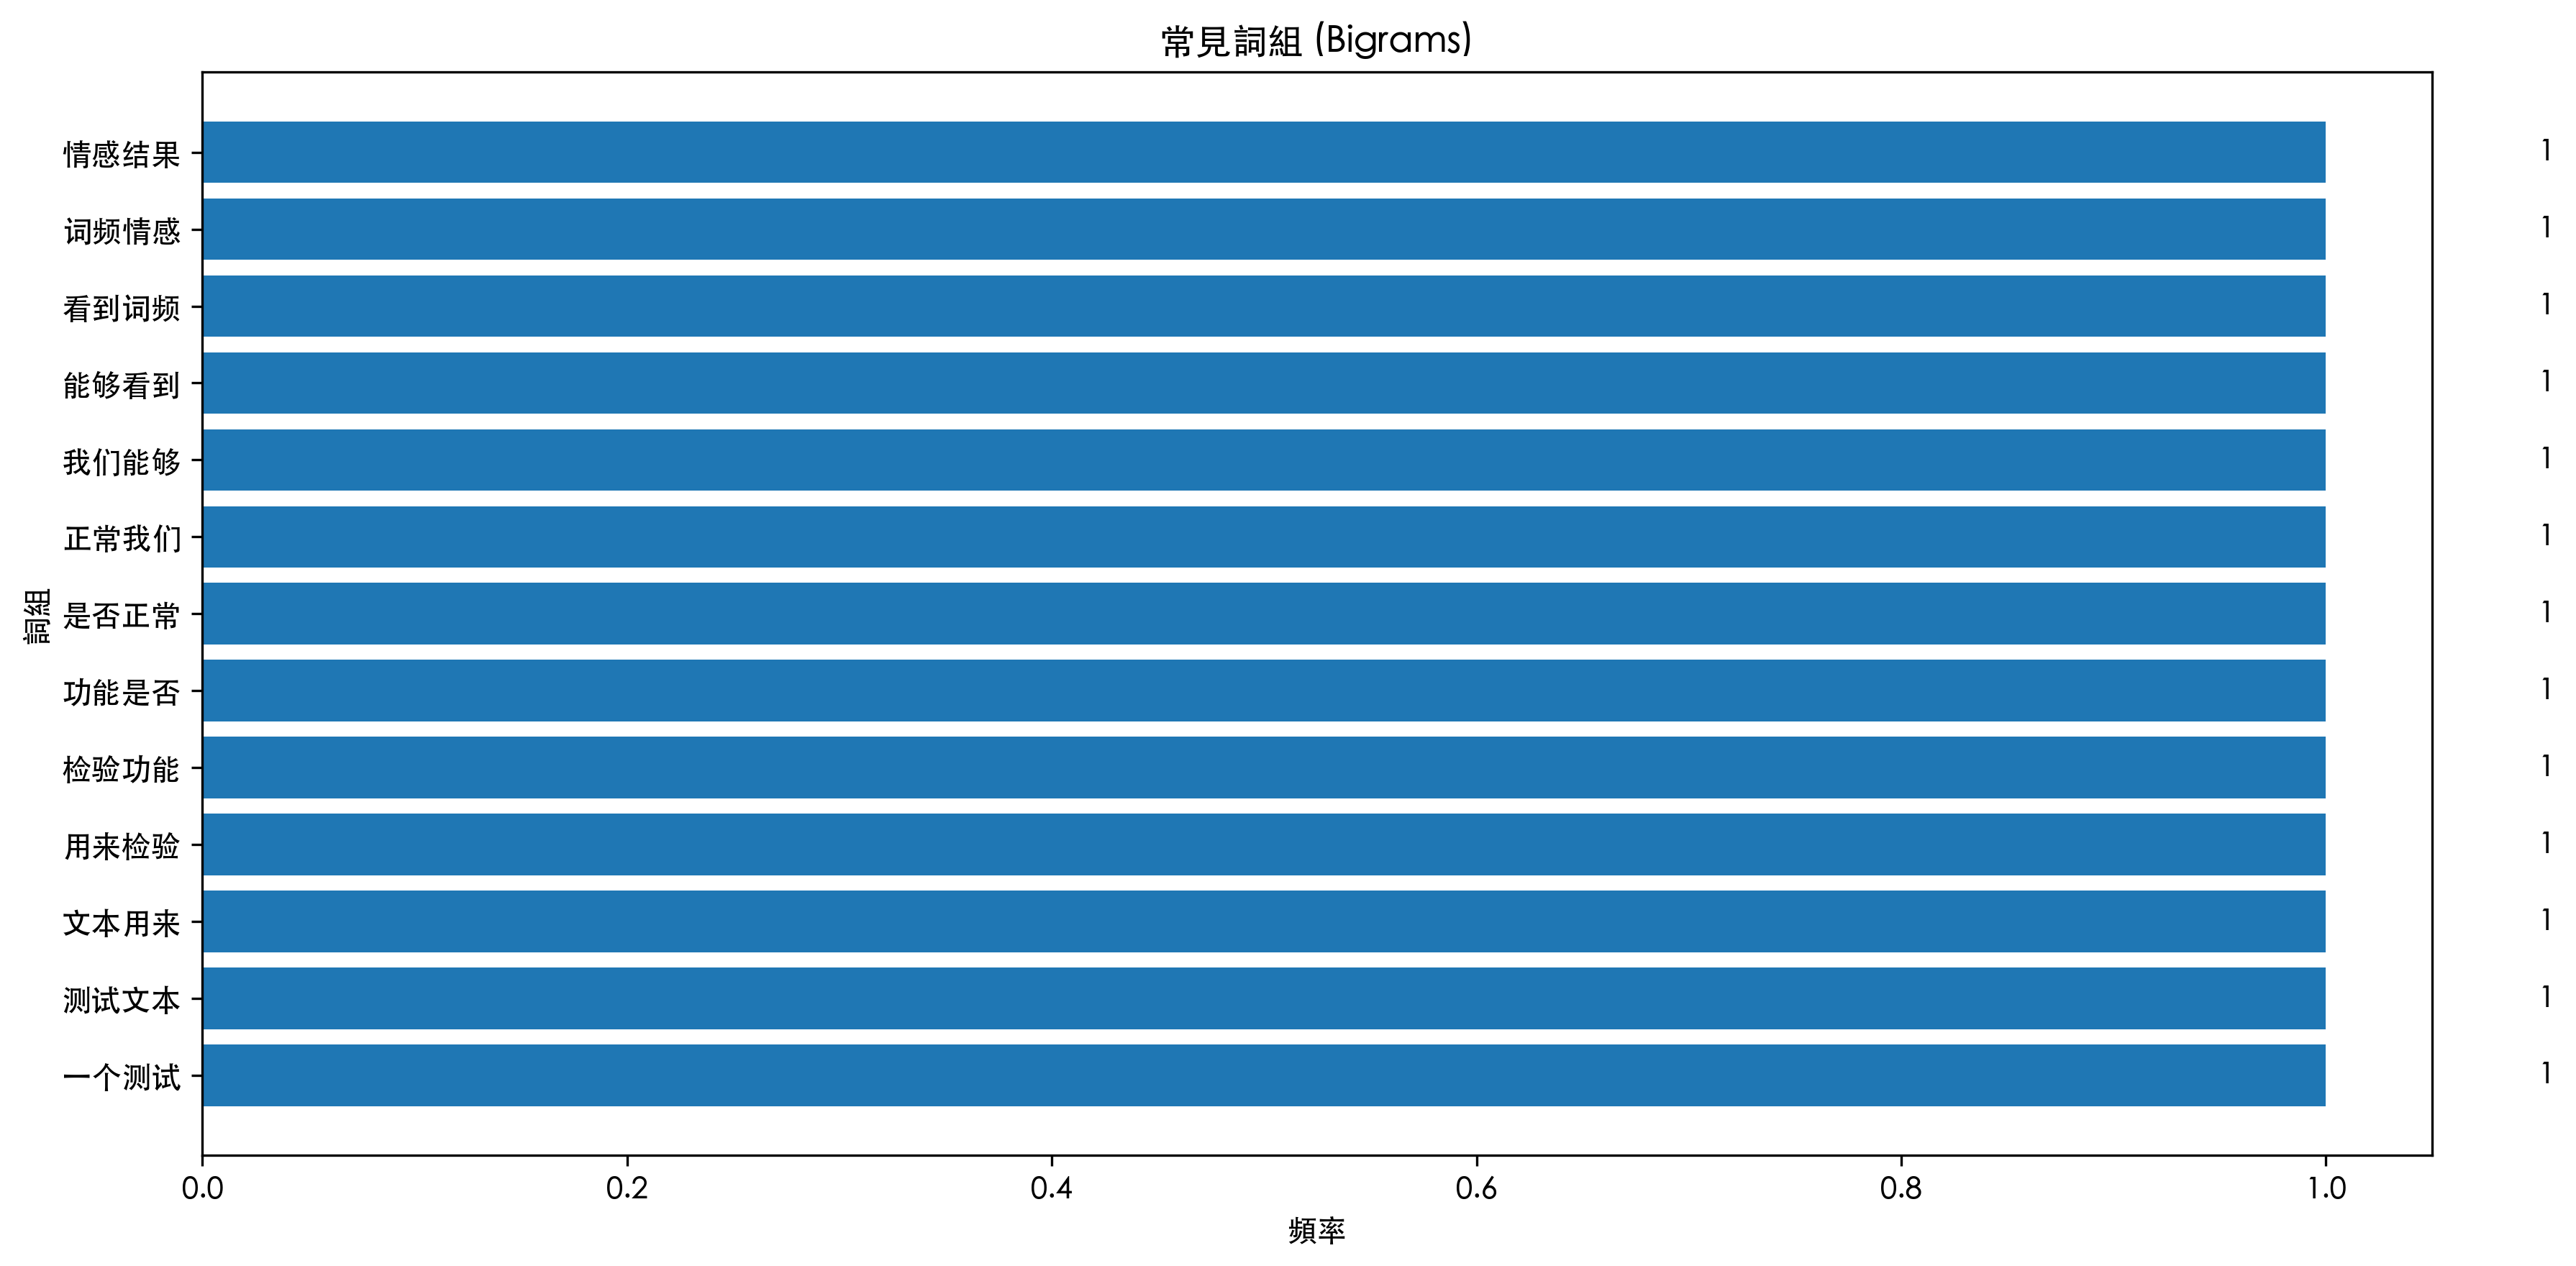 常見詞組 (Bigrams)
情感结果 1
词频情感 1
看到词频 1
能够看到 1
我们能够 1
正常我们 1
是否正常 1
功能是否 1
检验功能 1
用来检验 1
文本用来 1
测试文本 1
一个测试 1
詞組
0.0 0.2 0.4 0.6 0.8 1.0
頻率